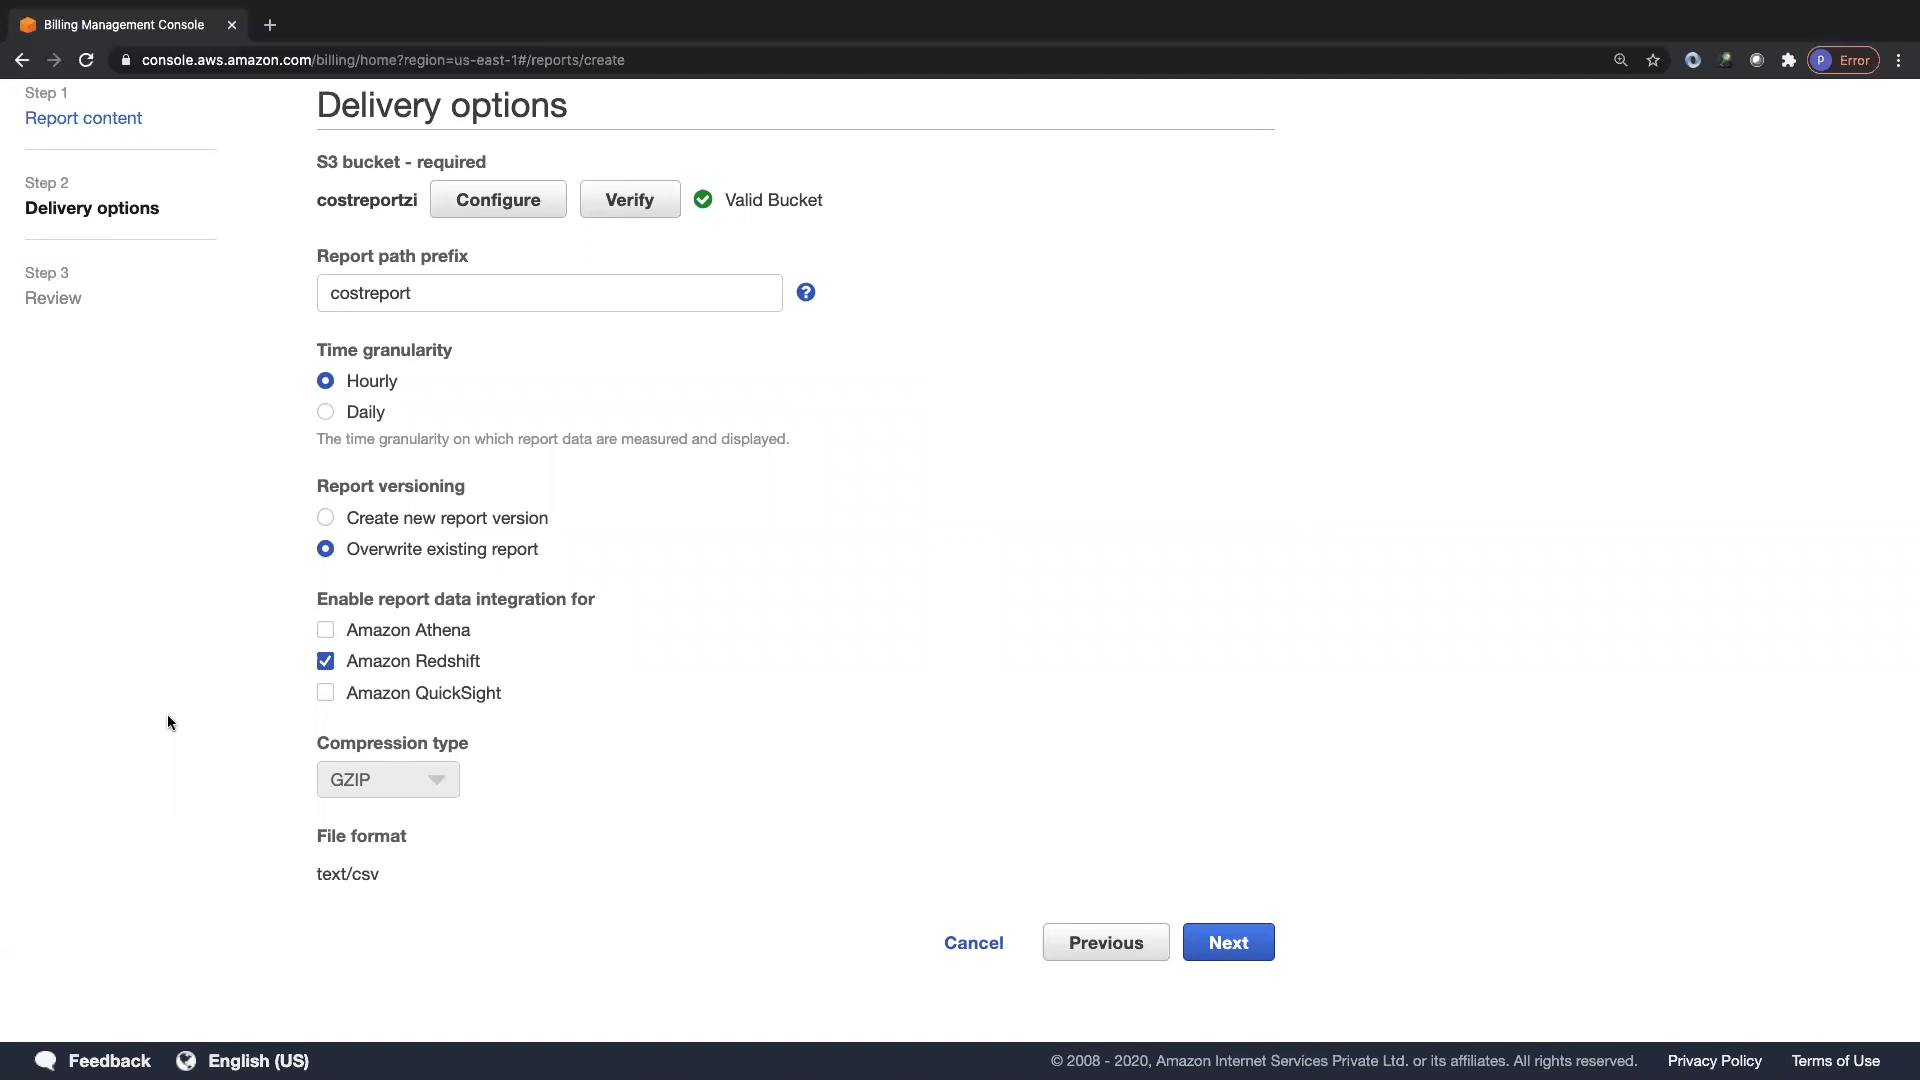 Billing Management Console
console.aws.amazon.com/billing/home?region=us-east-1#/reports/create
P Error
Step 1
Report content
Step 2
Delivery options
Step 3
Review
Delivery options
S3 bucket - required
costreportzi Configure Verify Valid Bucket
Report path prefix
costreport
Time granularity
Hourly
Daily
The time granularity on which report data are measured and displayed.
Report versioning
Create new report version
Overwrite existing report
Enable report data integration for
Amazon Athena
Amazon Redshift
Amazon QuickSight
Compression type
GZIP
File format
text/csv
Cancel Previous Next
Feedback English (US) © 2008 - 2020, Amazon Internet Services Private Ltd. or its affiliates. All rights reserved. Privacy Policy Terms of Use